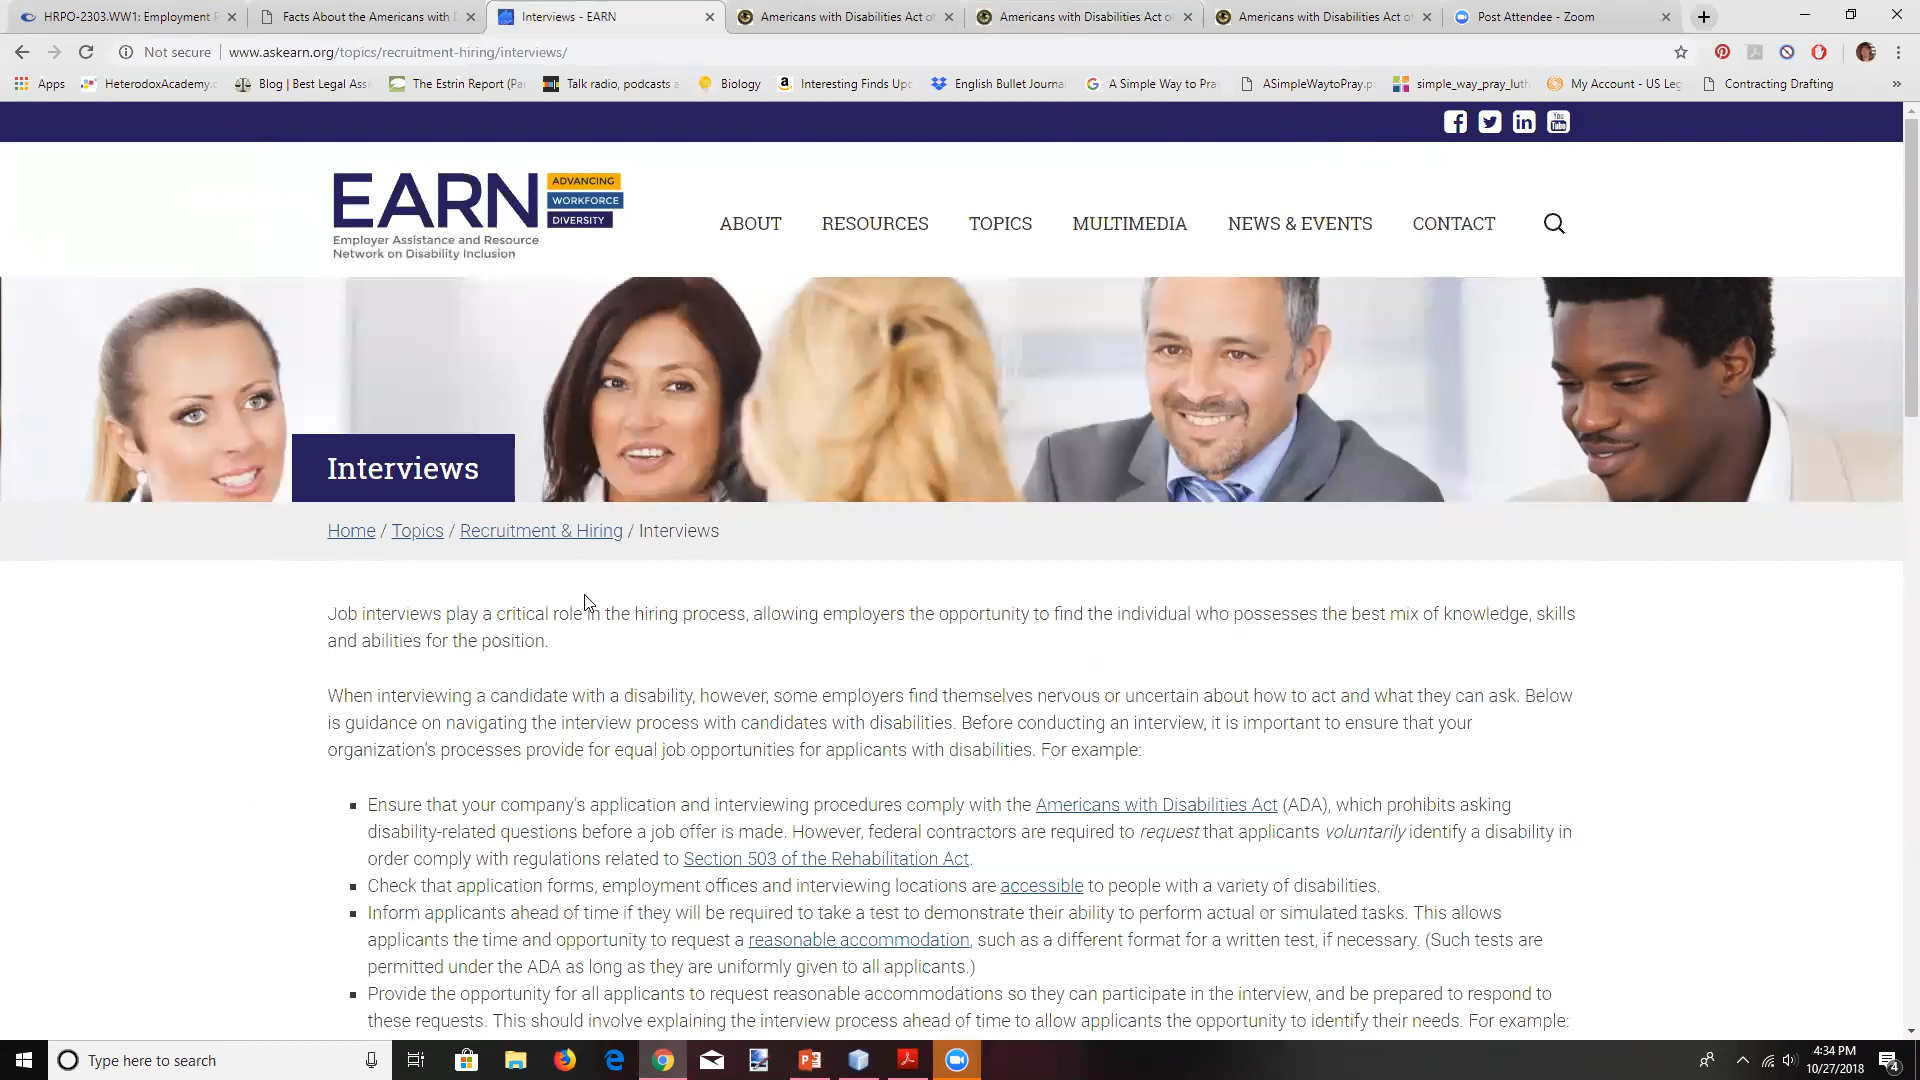 HRPO-2303.WW1: Employment
Facts About the Americans with
Interviews - EARN
Americans with Disabilities Act of
Americans with Disabilities Act
Americans with Disabilities Act of
Post Attendee - Zoom
Not secure
www.askearn.org/topics/recruitment-hiring/interviews/
Apps
HeterodoxAcademy.
Blog | Best Legal
The Estrin Report
Talk radio, podcasts
Biology
Interesting Finds
English Bullet
A Simple Way to
ASimpleWaytoPray.
simple_way_pray
My Account - US
Contracting Drafting
You
Tube
EARN
ADVANCING
WORKFORCE
DIVERSITY
Employer Assistance and Resource
Network on Disability Inclusion
ABOUT
RESOURCES
TOPICS
MULTIMEDIA
NEWS & EVENTS
CONTACT
Interviews
Home / Topics / Recruitment & Hiring / Interviews
Job interviews play a critical role in the hiring process, allowing employers the opportunity to find the individual who possesses the best mix of knowledge, skills
and abilities for the position.
When interviewing a candidate with a disability, however, some employers find themselves nervous or uncertain about how to act and what they can ask. Below
is guidance on navigating the interview process with candidates with disabilities. Before conducting an interview, it is important to ensure that your
organization's processes provide for equal job opportunities for applicants with disabilities. For example:
Ensure that your company's application and interviewing procedures comply with the Americans with Disabilities Act (ADA), which prohibits asking
disability-related questions before a job offer is made. However, federal contractors are required to request that applicants voluntarily identify a disability in
order comply with regulations related to Section 503 of the Rehabilitation Act.
Check that application forms, employment offices and interviewing locations are accessible to people with a variety of disabilities.
Inform applicants ahead of time if they will be required to take a test to demonstrate their ability to perform actual or simulated tasks. This allows
applicants the time and opportunity to request a reasonable accommodation, such as a different format for a written test, if necessary. (Such tests are
permitted under the ADA as long as they are uniformly given to all applicants.)
Provide the opportunity for all applicants to request reasonable accommodations so they can participate in the interview, and be prepared to respond to
these requests. This should involve explaining the interview process ahead of time to allow applicants the opportunity to identify their needs. For example:
Type here to search
4:34 PM
10/27/2018
4